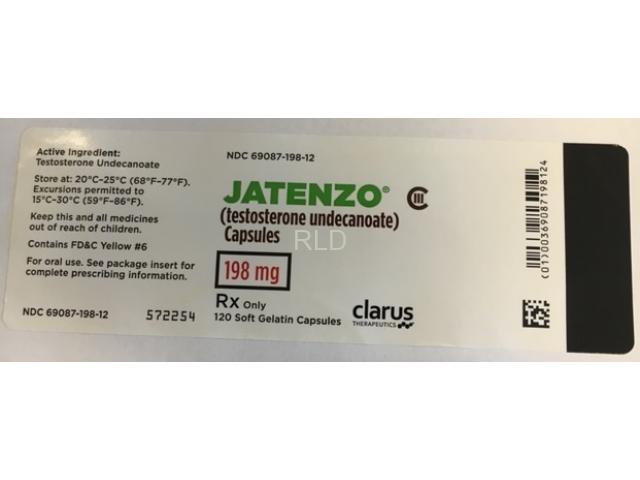 Active Ingredient:
Testosterone Undecanoate
Store at: 20°C–25°C (68°F–77°F).
Excursions permitted to
15°C–30°C (59°F–86°F).
Keep this and all medicines
out of reach of children.
Contains FD&C Yellow #6
For oral use. See package insert for
complete prescribing information.
NDC 69087-198-12
572254
NDC 69087-198-12
JATENZO® CIII
(testosterone undecanoate)
Capsules
RLD
198 mg
Rx Only
120 Soft Gelatin Capsules
clarus
THERAPEUTICS
(01)00369087198124